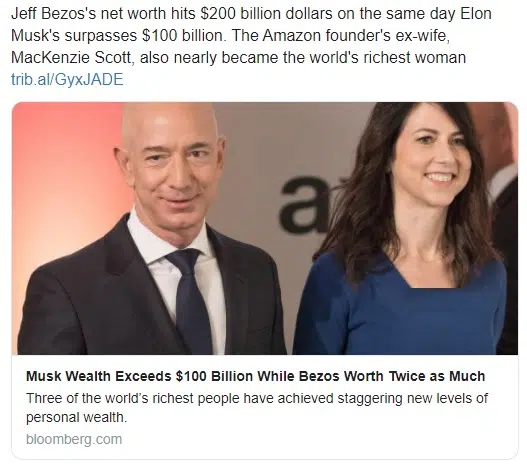 Jeff Bezos's net worth hits $200 billion dollars on the same day Elon
Musk's surpasses $100 billion. The Amazon founder's ex-wife,
MacKenzie Scott, also nearly became the world's richest woman
trib.al/GyxJADE
a
Musk Wealth Exceeds $100 Billion While Bezos Worth Twice as Much
Three of the world's richest people have achieved staggering new levels of
personal wealth.
bloomberg.com